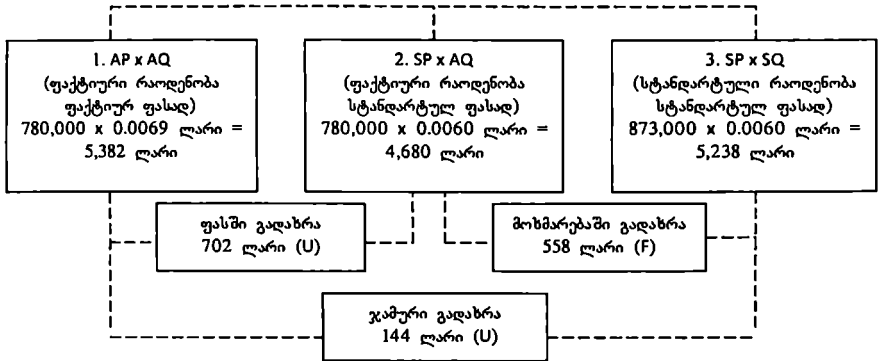 1. AP x AQ
(ფაქტიური რაოდენობა
ფაქტიურ ფასად)
780,000 x 0.0069 ლარი =
5,382 ლარი
2. SP x AQ
(ფაქტიური რაოდენობა
სტანდარტულ ფასად)
780,000 x 0.0060 ლარი =
4,680 ლარი
3. SP x SQ
(სტანდარტული რაოდენობა
სტანდარტულ ფასად)
873,000 x 0.0060 ლარი =
5,238 ლარი
ფასში გადახრა
702 ლარი (U)
მოხმარებაში გადახრა
558 ლარი (F)
ჯამური გადახრა
144 ლარი (U)